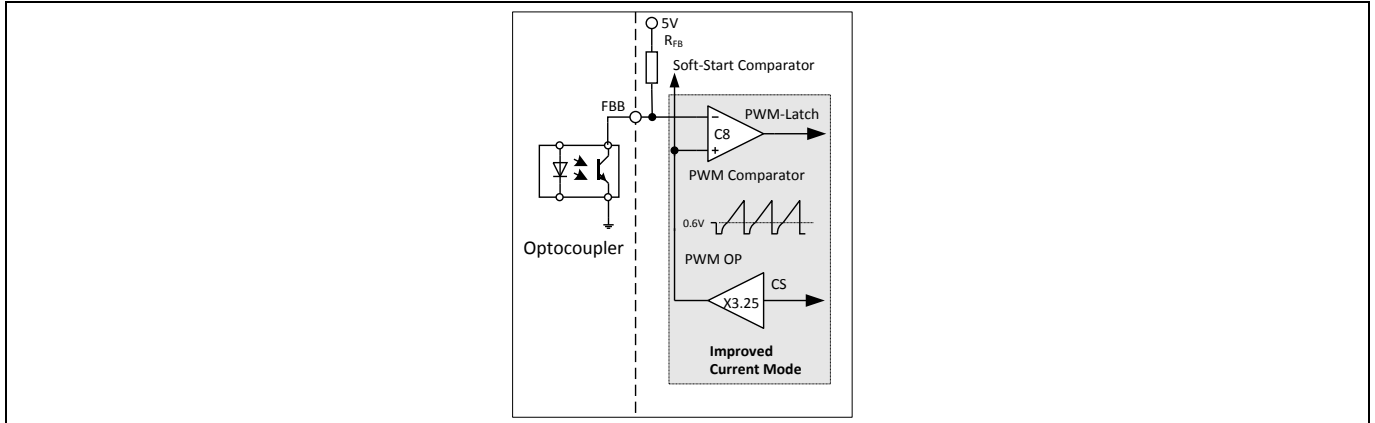 5V
RFB
Soft-Start Comparator
FBB
PWM-Latch
−
C8
+
PWM Comparator
0.6V
Optocoupler
PWM OP
CS
X3.25
Improved
Current Mode